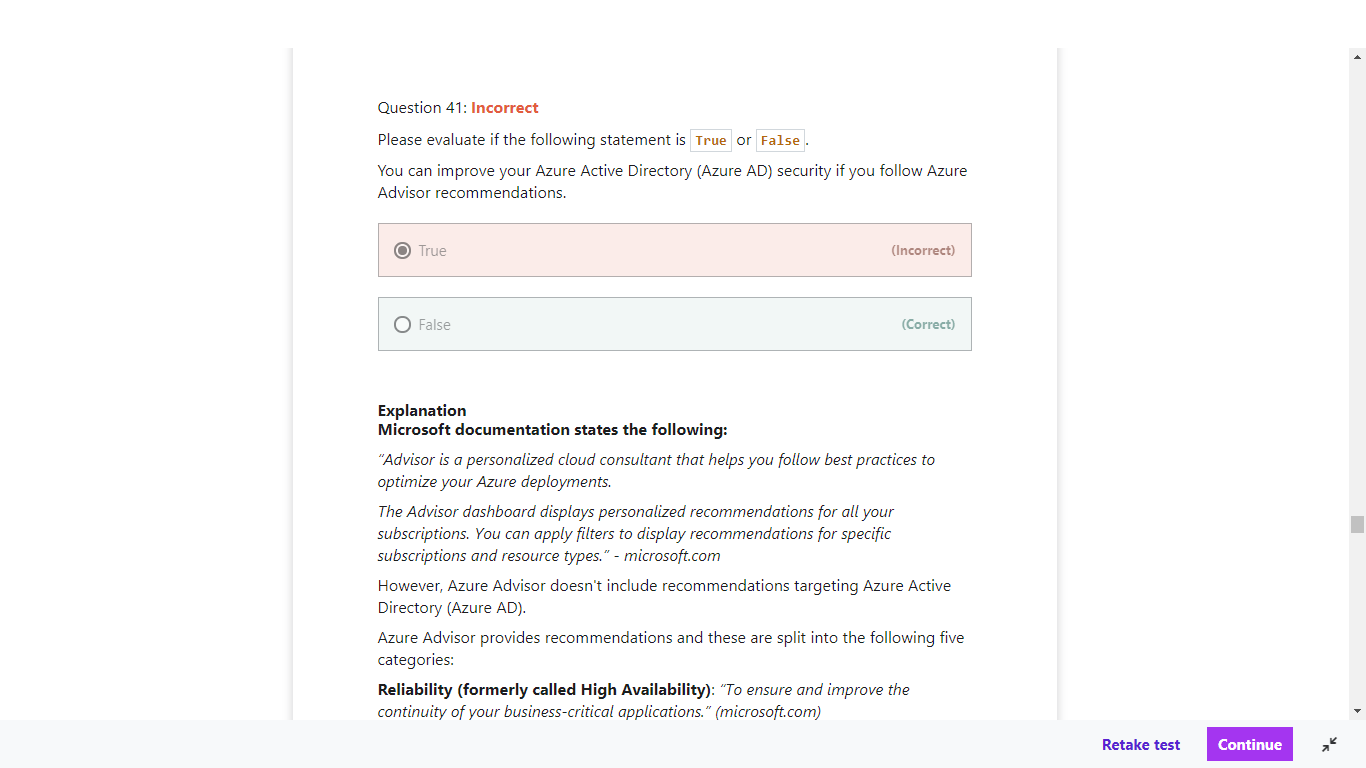 Question 41: Incorrect
Please evaluate if the following statement is True or False.
You can improve your Azure Active Directory (Azure AD) security if you follow Azure
Advisor recommendations.
True (Incorrect)
False (Correct)
Explanation
Microsoft documentation states the following:
“Advisor is a personalized cloud consultant that helps you follow best practices to
optimize your Azure deployments.
The Advisor dashboard displays personalized recommendations for all your
subscriptions. You can apply filters to display recommendations for specific
subscriptions and resource types.” - microsoft.com
However, Azure Advisor doesn't include recommendations targeting Azure Active
Directory (Azure AD).
Azure Advisor provides recommendations and these are split into the following five
categories:
Reliability (formerly called High Availability): “To ensure and improve the
continuity of your business-critical applications.” (microsoft.com)
Retake test Continue